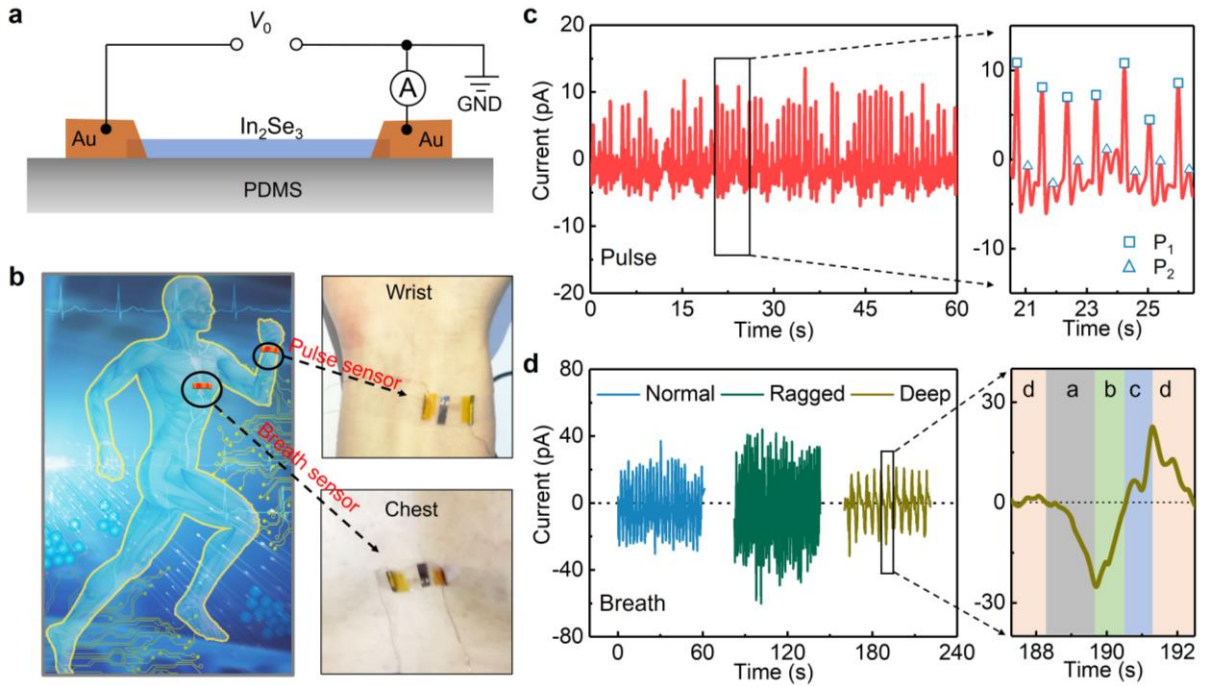 a
V₀
A
GND
Au
In₂Se₃
Au
PDMS
b
Pulse sensor
Breath sensor
Wrist
Chest
c
Current (pA)
20
10
0
-10
-20
Pulse
0 15 30 45 60
Time (s)
10
0
-10
P₁
P₂
21 23 25
Time (s)
d
Current (pA)
80
40
0
-40
-80
Normal Ragged Deep
Breath
0 60 120 180 240
Time (s)
30
0
-30
d a b c d
188 190 192
Time (s)